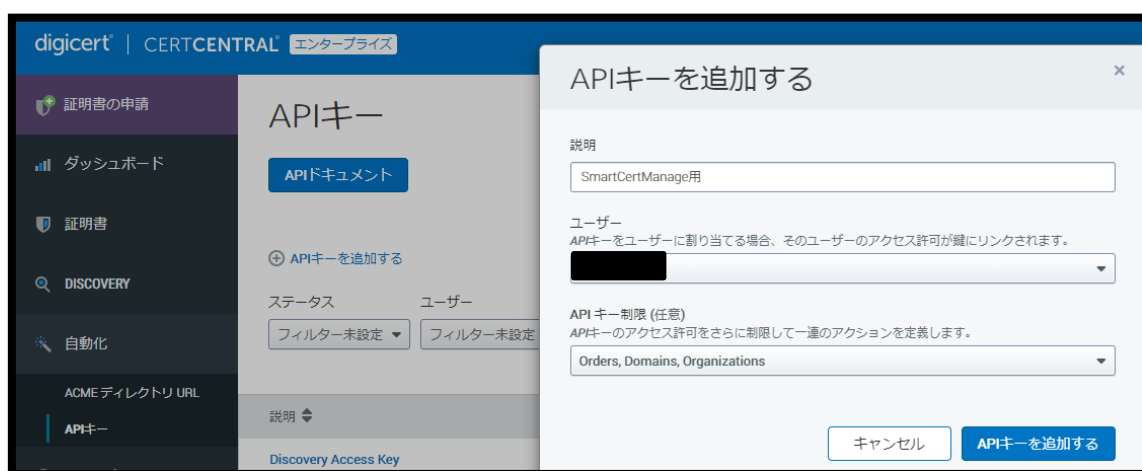 digicert® | CERTCENTRAL® エンタープライズ
証明書の申請
ダッシュボード
証明書
DISCOVERY
自動化
ACMEディレクトリ URL
APIキー
APIキー
APIドキュメント
APIキーを追加する
ステータス
ユーザー
フィルター未設定
フィルター未設定
説明
Discovery Access Key
APIキーを追加する
×
説明
SmartCertManage用
ユーザー
APIキーをユーザーに割り当てる場合、そのユーザーのアクセス許可が鍵にリンクされます。
API キー制限 (任意)
APIキーのアクセス許可をさらに制限して一連のアクションを定義します。
Orders, Domains, Organizations
キャンセル
APIキーを追加する